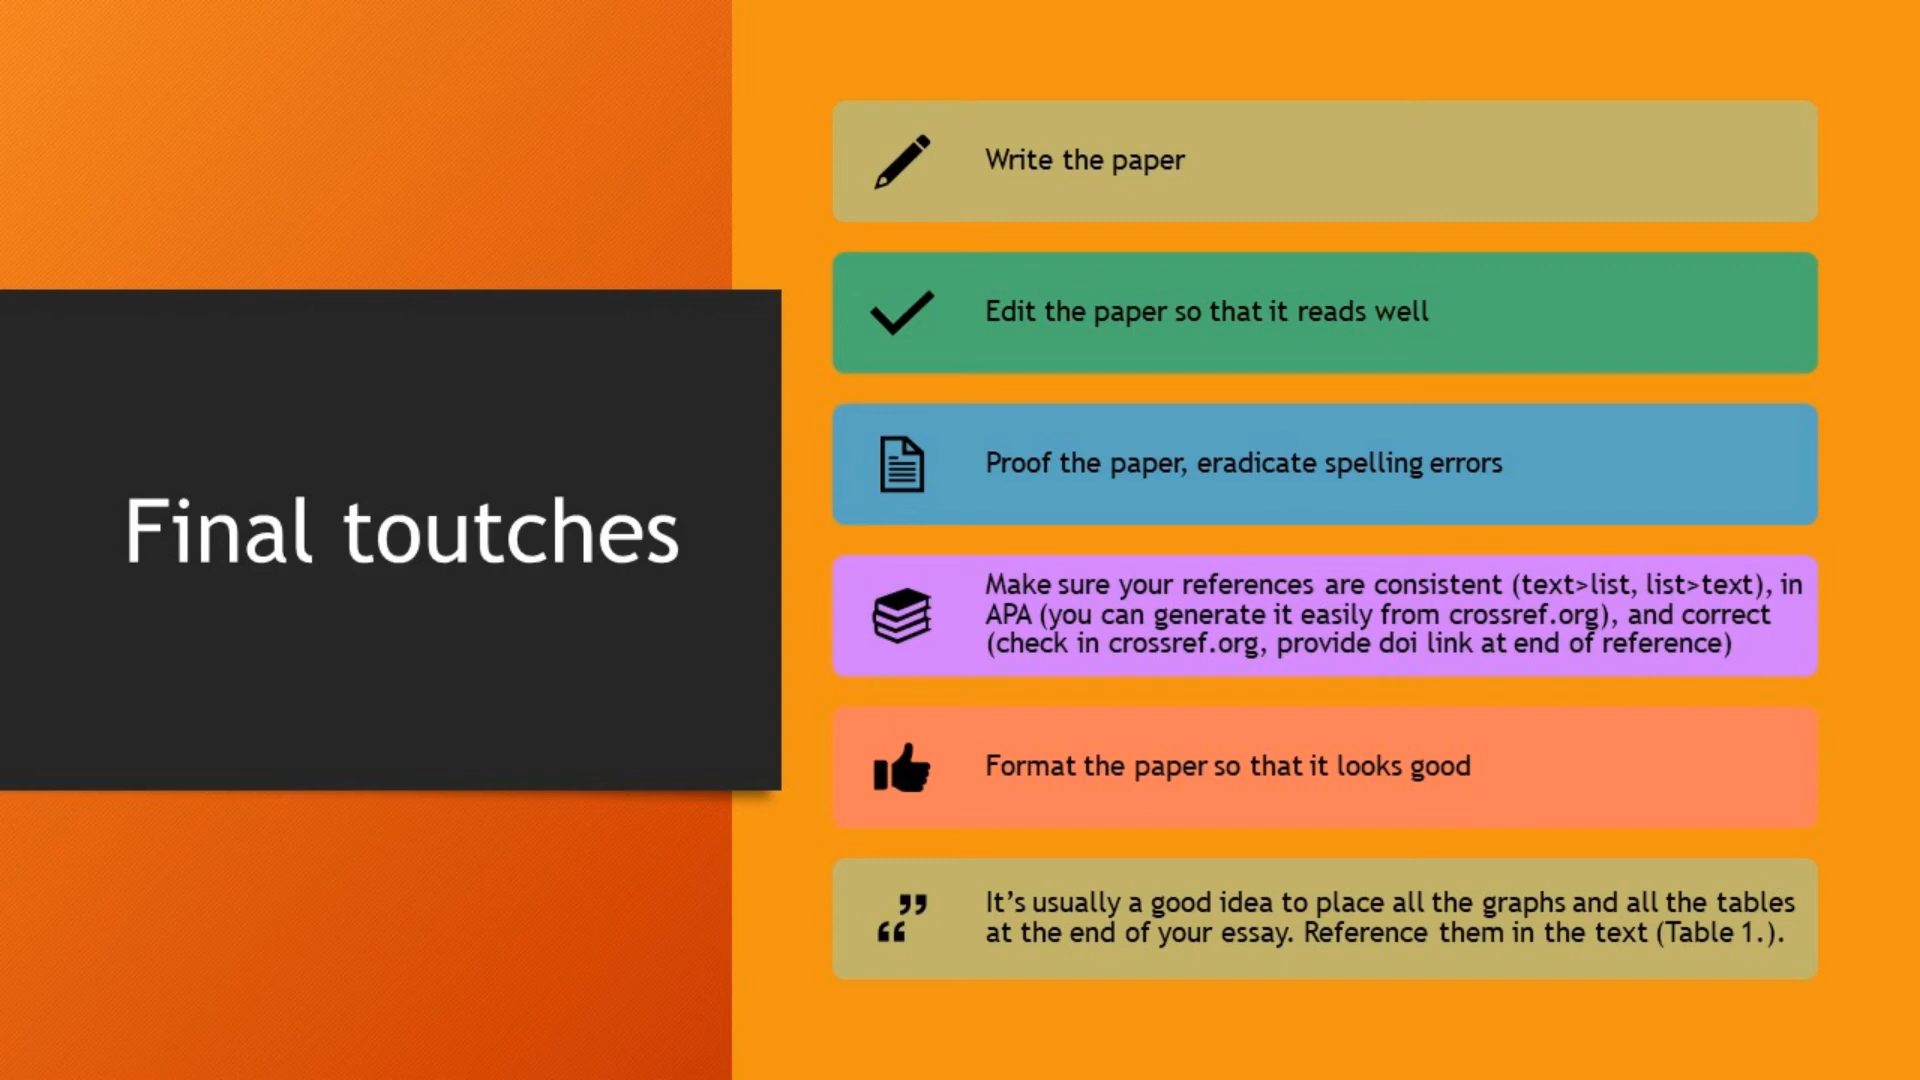 Final toutches
Write the paper
Edit the paper so that it reads well
Proof the paper, eradicate spelling errors
Make sure your references are consistent (text>list, list>text), in
APA (you can generate it easily from crossref.org), and correct
(check in crossref.org, provide doi link at end of reference)
Format the paper so that it looks good
It’s usually a good idea to place all the graphs and all the tables
at the end of your essay. Reference them in the text (Table 1.).